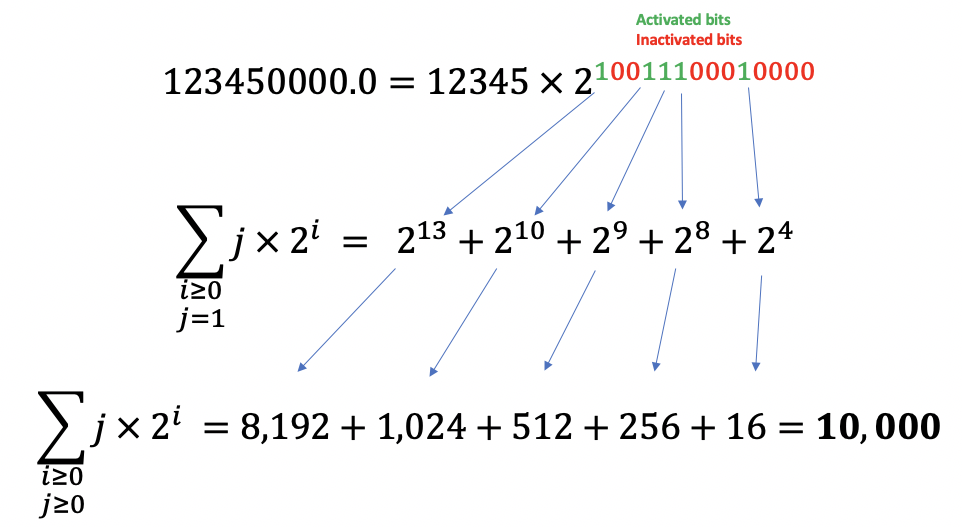 Activated bits
Inactivated bits
123450000.0 = 12345 × 2^10011100010000
∑ j × 2^i = 2^13 + 2^10 + 2^9 + 2^8 + 2^4
i≥0
j=1
∑ j × 2^i = 8,192 + 1,024 + 512 + 256 + 16 = 10,000
i≥0
j≥0